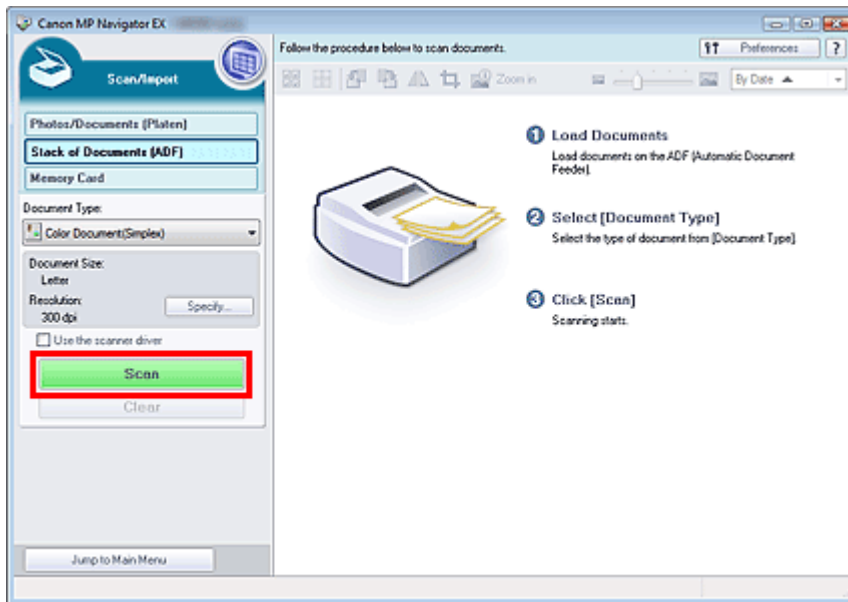 Canon MP Navigator EX
Scan/Import
Photos/Documents (Platen)
Stack of Documents (ADF)
Memory Card
Document Type:
Color Document(Simplex)
Document Size:
Letter
Resolution:
300 dpi
Specify...
Use the scanner driver
Scan
Clear
Jump to Main Menu
Follow the procedure below to scan documents.
Preferences
?
Zoom in
By Date
1 Load Documents
Load documents on the ADF (Automatic Document
Feeder).
2 Select [Document Type]
Select the type of document from [Document Type]
3 Click [Scan]
Scanning starts.